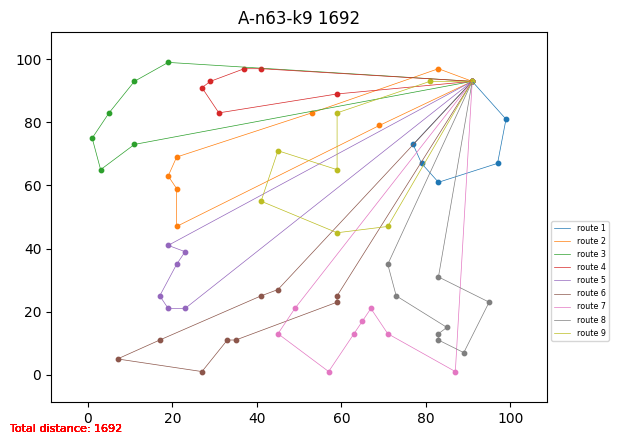 A-n63-k9 1692
100
80
60
40
20
0
0 20 40 60 80 100
route 1
route 2
route 3
route 4
route 5
route 6
route 7
route 8
route 9
Total distance: 1692